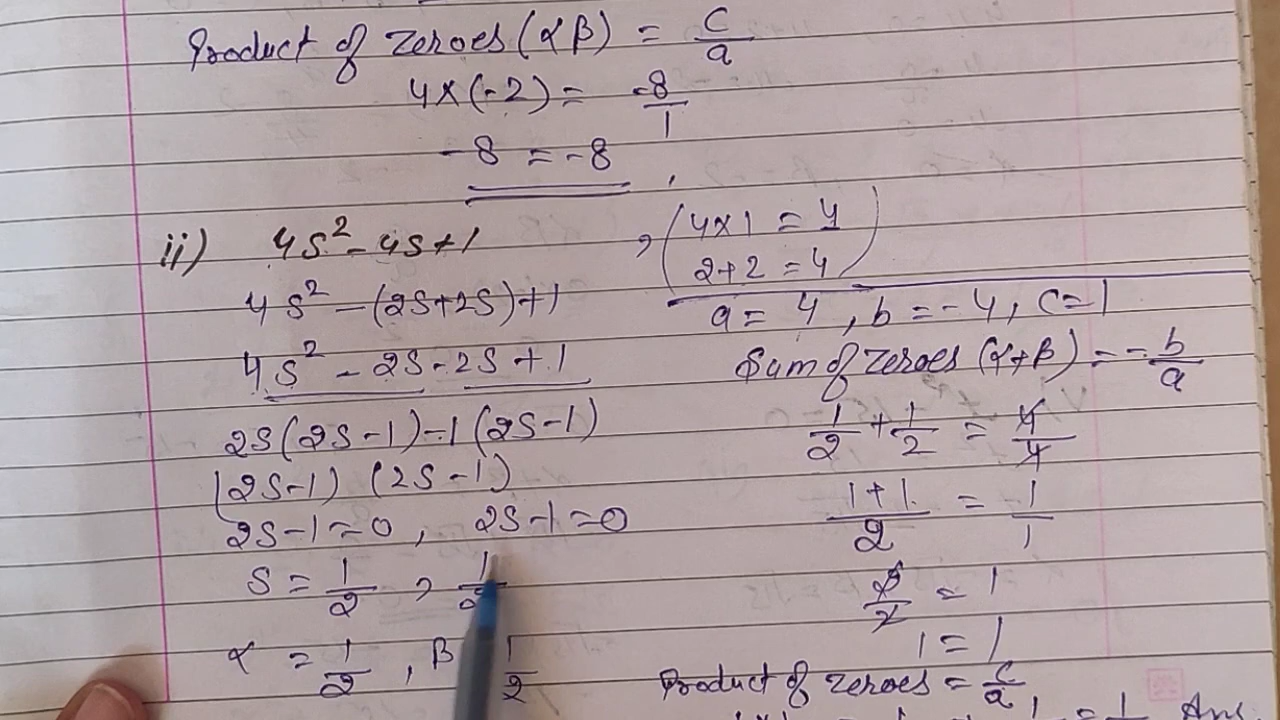 Product of zeroes (αβ) = c/a
4×(-2) = -8/1
-8 = -8
ii) 4s² - 4s + 1
4s² - (2s+2s) + 1
4s² - 2s - 2s + 1
2s(2s-1) - 1(2s-1)
(2s-1) (2s-1)
2s-1=0, 2s-1=0
s = 1/2 , 1/2
α = 1/2 , β 1/2
, (4×1 = 4
2+2 = 4)
a = 4, b = -4, c = 1
Sum of zeroes (α+β) = -b/a
1/2 + 1/2 = 4/4
1+1/2 = 1/1
2/2 = 1
1 = 1
Product of zeroes = c/a
Ans.